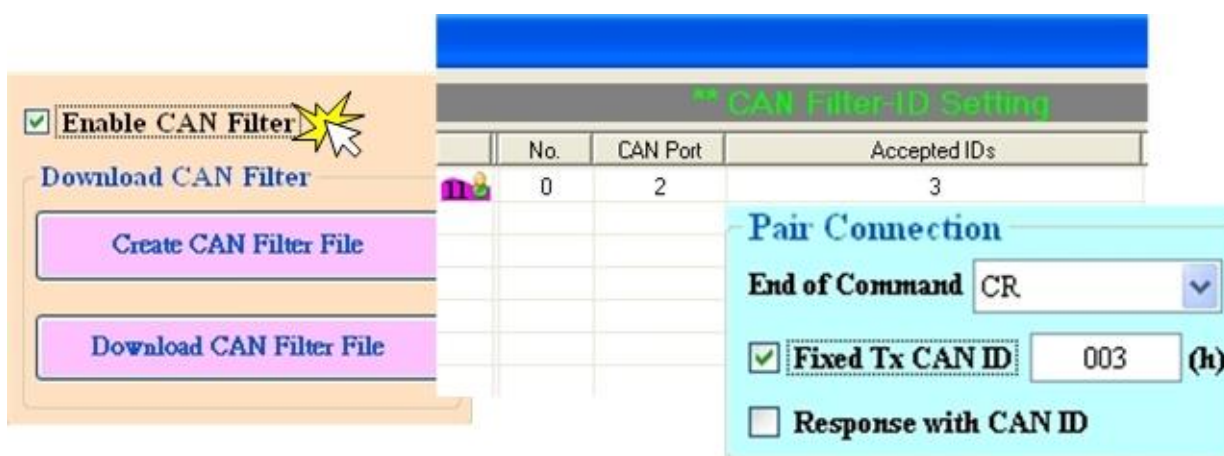 Enable CAN Filter
Download CAN Filter
Create CAN Filter File
Download CAN Filter File
** CAN Filter-ID Setting
No. CAN Port Accepted IDs
0 2 3
Pair Connection
End of Command CR
Fixed Tx CAN ID 003 (h)
Response with CAN ID